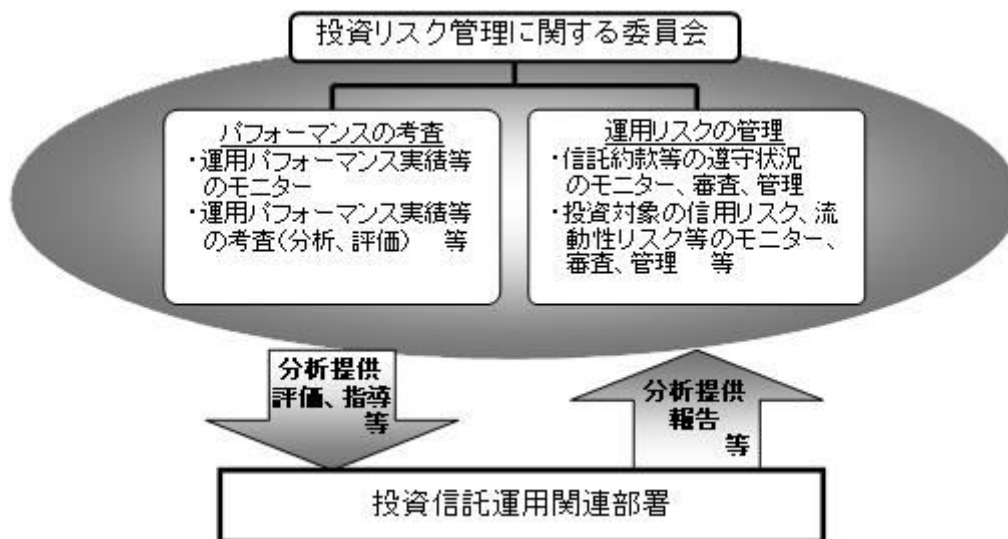 投資リスク管理に関する委員会
パフォーマンスの考査
・運用パフォーマンス実績等
のモニター
・運用パフォーマンス実績等
の考査(分析、評価) 等
運用リスクの管理
・信託約款等の遵守状況
のモニター、審査、管理
・投資対象の信用リスク、流
動性リスク等のモニター、
審査、管理 等
分析提供
評価、指導
等
分析提供
報告
等
投資信託運用関連部署